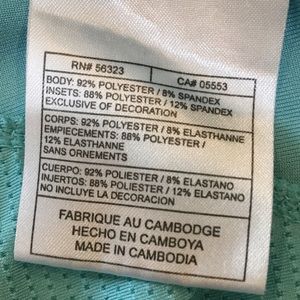 RN# 56323 CA# 05553
BODY: 92% POLYESTER / 8% SPANDEX
INSETS: 88% POLYESTER / 12% SPANDEX
EXCLUSIVE OF DECORATION
CORPS: 92% POLYESTER / 8% ELASTHANNE
EMPIECEMENTS: 88% POLYESTER /
12% ELASTHANNE
SANS ORNEMENTS
CUERPO: 92% POLIESTER / 8% ELASTANO
INJERTOS: 88% POLIESTER / 12% ELASTANO
NO INCLUYE LA DECORACION
FABRIQUE AU CAMBODGE
HECHO EN CAMBOYA
MADE IN CAMBODIA